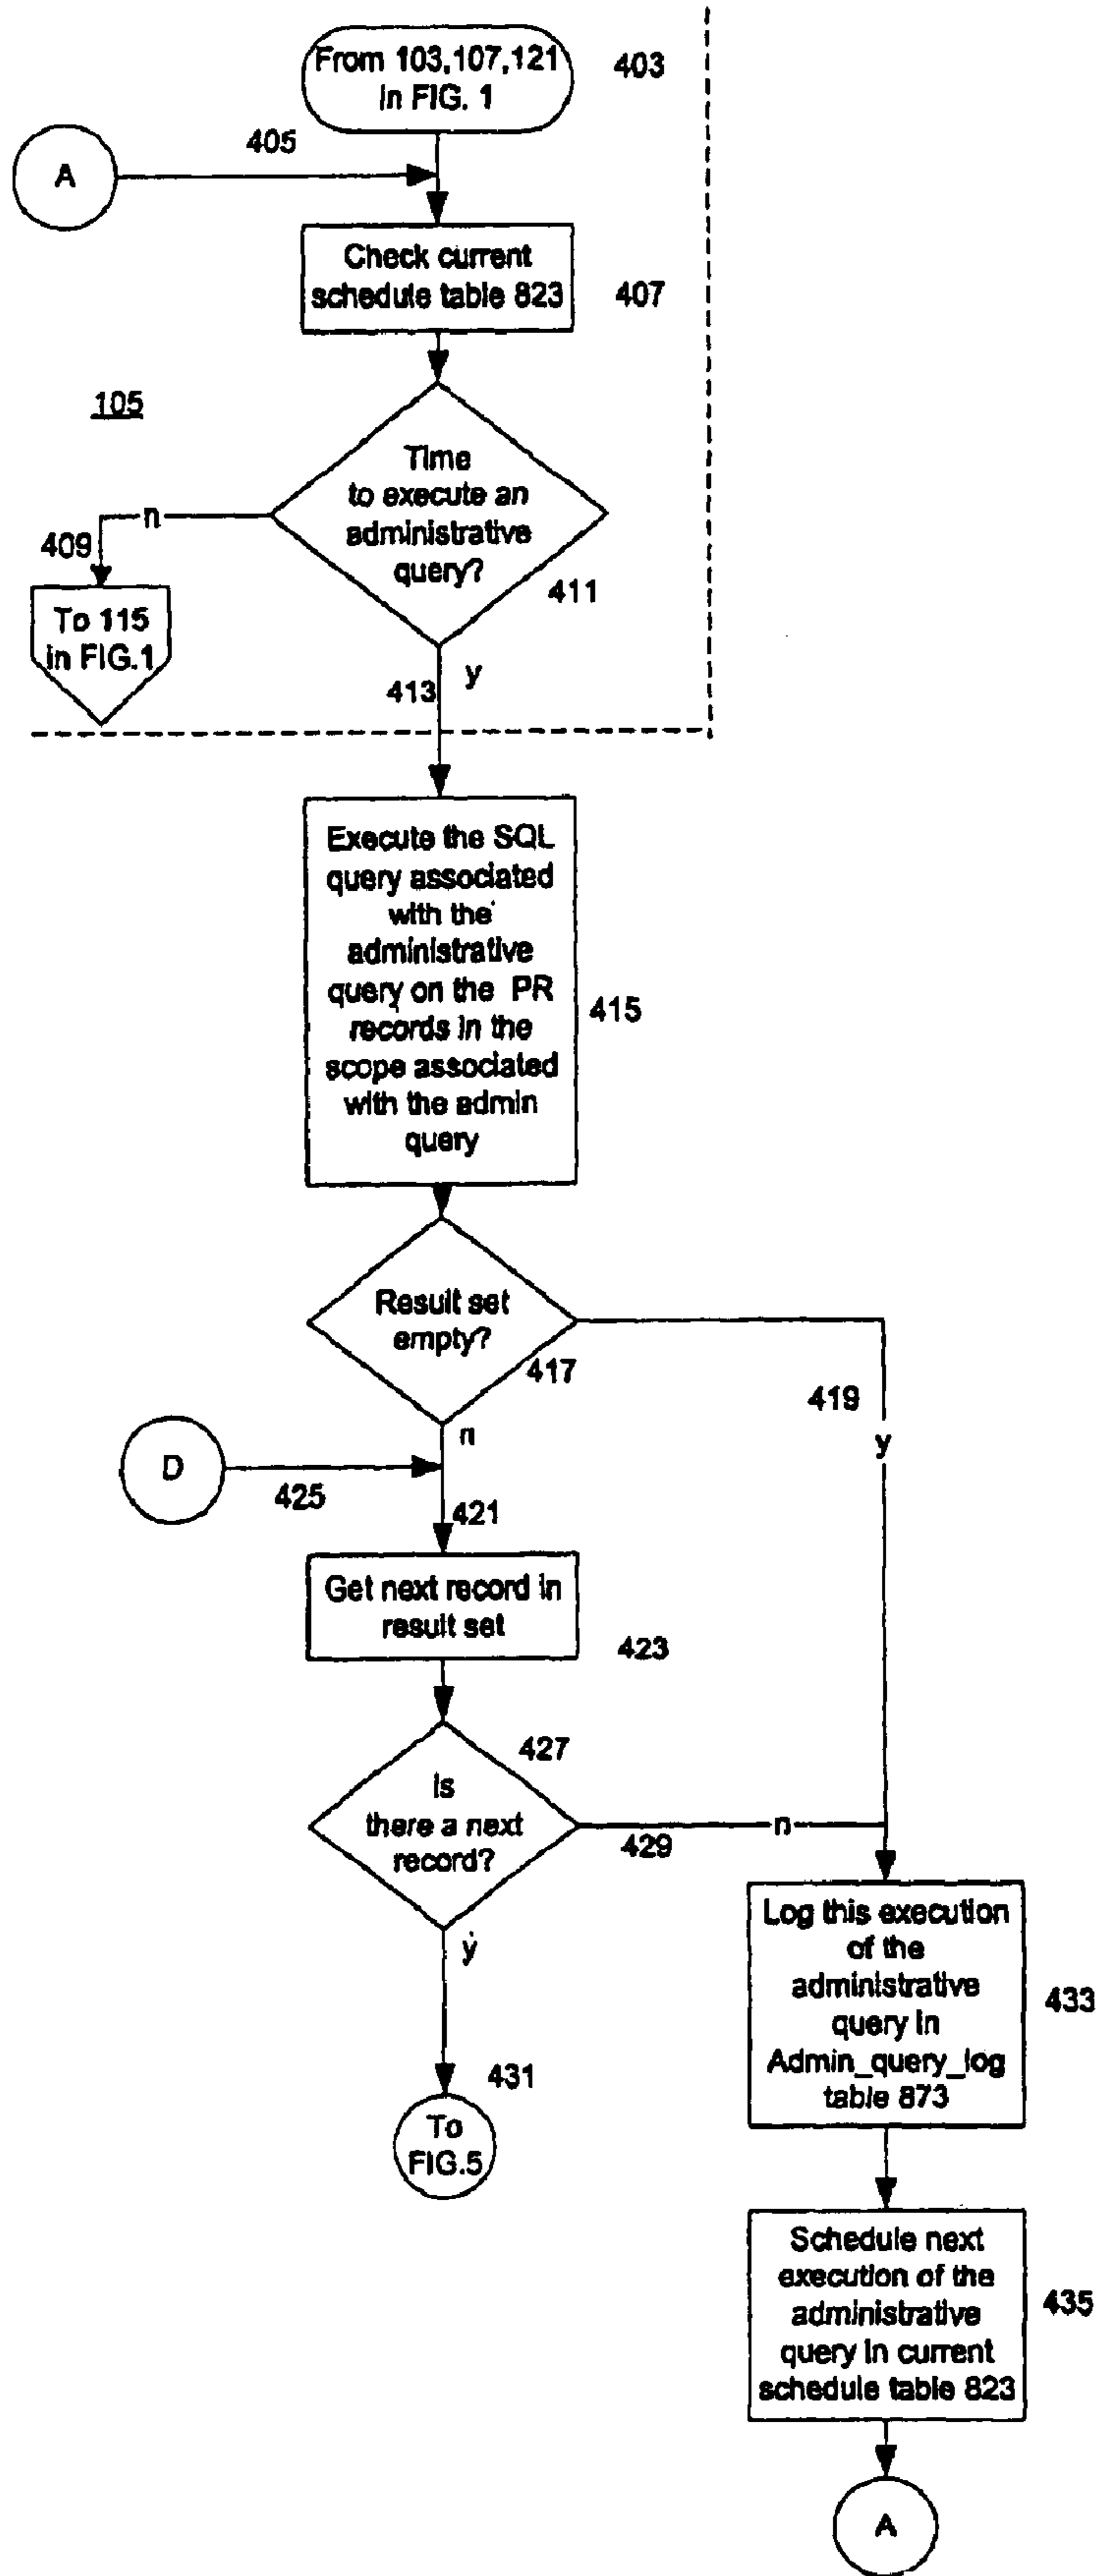 From 103,107,121
in FIG. 1
403
405
A
Check current
schedule table 823
407
105
Time
to execute an
administrative
query?
n
409
411
To 115
in FIG.1
y
413
Execute the SQL
query associated
with the
administrative
query on the PR
records in the
scope associated
with the admin
query
415
Result set
empty?
417
419
y
n
D
425
421
Get next record in
result set
423
427
Is
there a next
record?
429
n
y
Log this execution
of the
administrative
query in
Admin_query_log
table 873
433
431
To
FIG.5
Schedule next
execution of the
administrative
query in current
schedule table 823
435
A